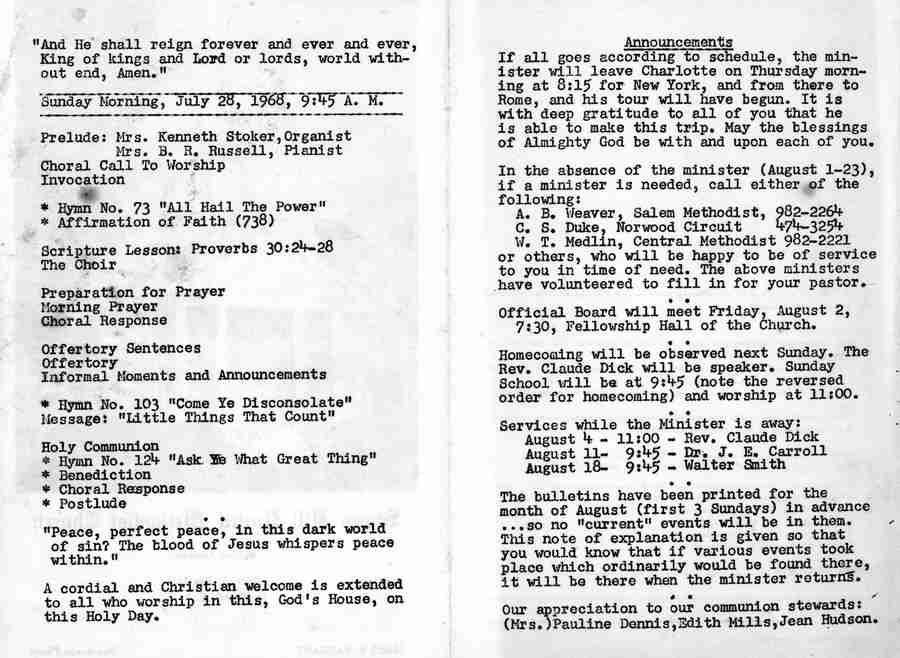 "And He shall reign forever and ever and ever,
King of kings and Lord or lords, world with-
out end, Amen."
Sunday Morning, July 28, 1968, 9:45 A. M.
Prelude: Mrs. Kenneth Stoker,Organist
Mrs. B. R. Russell, Pianist
Choral Call To Worship
Invocation
* Hymn No. 73 "All Hail The Power"
* Affirmation of Faith (738)
Scripture Lesson: Proverbs 30:24-28
The Choir
Preparation for Prayer
Morning Prayer
Choral Response
Offertory Sentences
Offertory
Informal Moments and Announcements
* Hymn No. 103 "Come Ye Disconsolate"
Message: "Little Things That Count"
Holy Communion
* Hymn No. 124 "Ask Ye What Great Thing"
* Benediction
* Choral Response
* Postlude
"Peace, perfect peace, in this dark world
of sin? The blood of Jesus whispers peace
within."
A cordial and Christian welcome is extended
to all who worship in this, God's House, on
this Holy Day.
Announcements
If all goes according to schedule, the min-
ister will leave Charlotte on Thursday morn-
ing at 8:15 for New York, and from there to
Rome, and his tour will have begun. It is
with deep gratitude to all of you that he
is able to make this trip. May the blessings
of Almighty God be with and upon each of you.
In the absence of the minister (August 1-23),
if a minister is needed, call either of the
following:
A. B. Weaver, Salem Methodist, 982-2264
C. S. Duke, Norwood Circuit 474-3254
W. T. Medlin, Central Methodist 982-2221
or others, who will be happy to be of service
to you in time of need. The above ministers
have volunteered to fill in for your pastor.
Official Board will meet Friday, August 2,
7:30, Fellowship Hall of the Church.
Homecoming will be observed next Sunday. The
Rev. Claude Dick will be speaker. Sunday
School will be at 9:45 (note the reversed
order for homecoming) and worship at 11:00.
Services while the Minister is away:
August 4 - 11:00 - Rev. Claude Dick
August 11- 9:45 - Dr. J. E. Carroll
August 18- 9:45 - Walter Smith
The bulletins have been printed for the
month of August (first 3 Sundays) in advance
...so no "current" events will be in them.
This note of explanation is given so that
you would know that if various events took
place which ordinarily would be found there,
it will be there when the minister returns.
Our appreciation to our communion stewards:
(Mrs.)Pauline Dennis,Edith Mills,Jean Hudson.